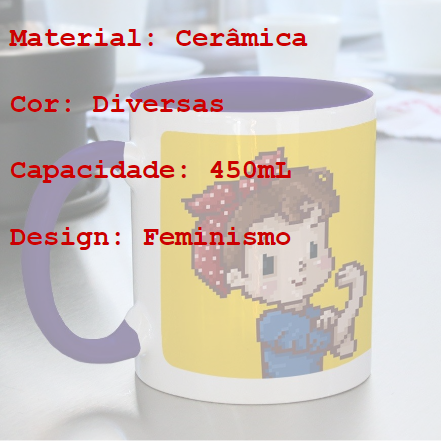 Material: Cerâmica
Cor: Diversas
Capacidade: 450mL
Design: Feminismo